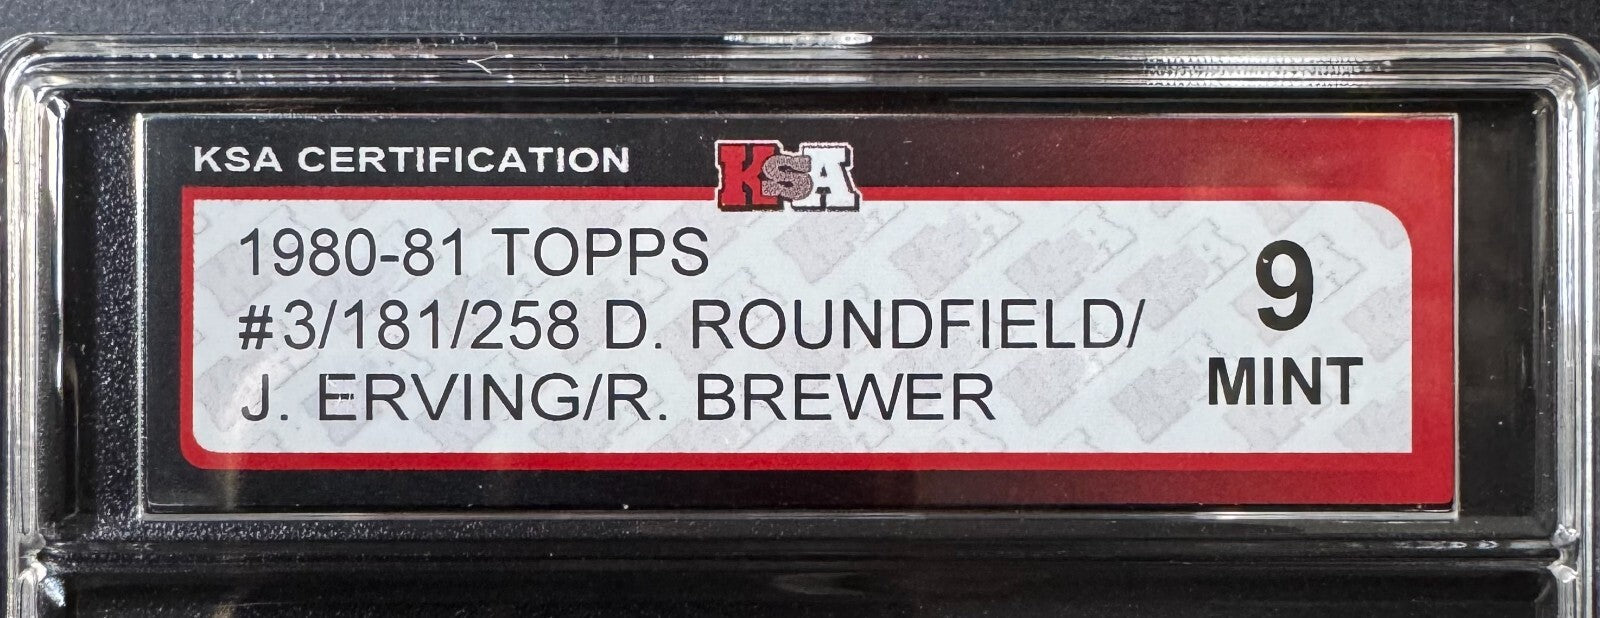 KSA CERTIFICATION
KSA
1980-81 TOPPS
#3/181/258 D. ROUNDFIELD/
J. ERVING/R. BREWER
9
MINT